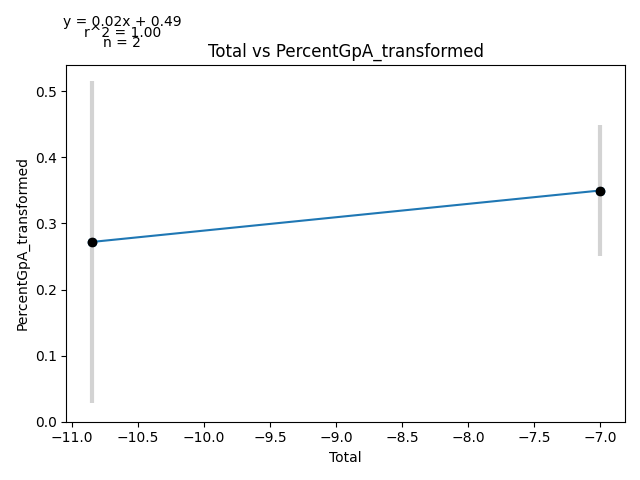 y = 0.02x + 0.49
r^2 = 1.00
n = 2
Total vs PercentGpA_transformed
PercentGpA_transformed
0.5
0.4
0.3
0.2
0.1
0.0
−11.0 −10.5 −10.0 −9.5 −9.0 −8.5 −8.0 −7.5 −7.0
Total